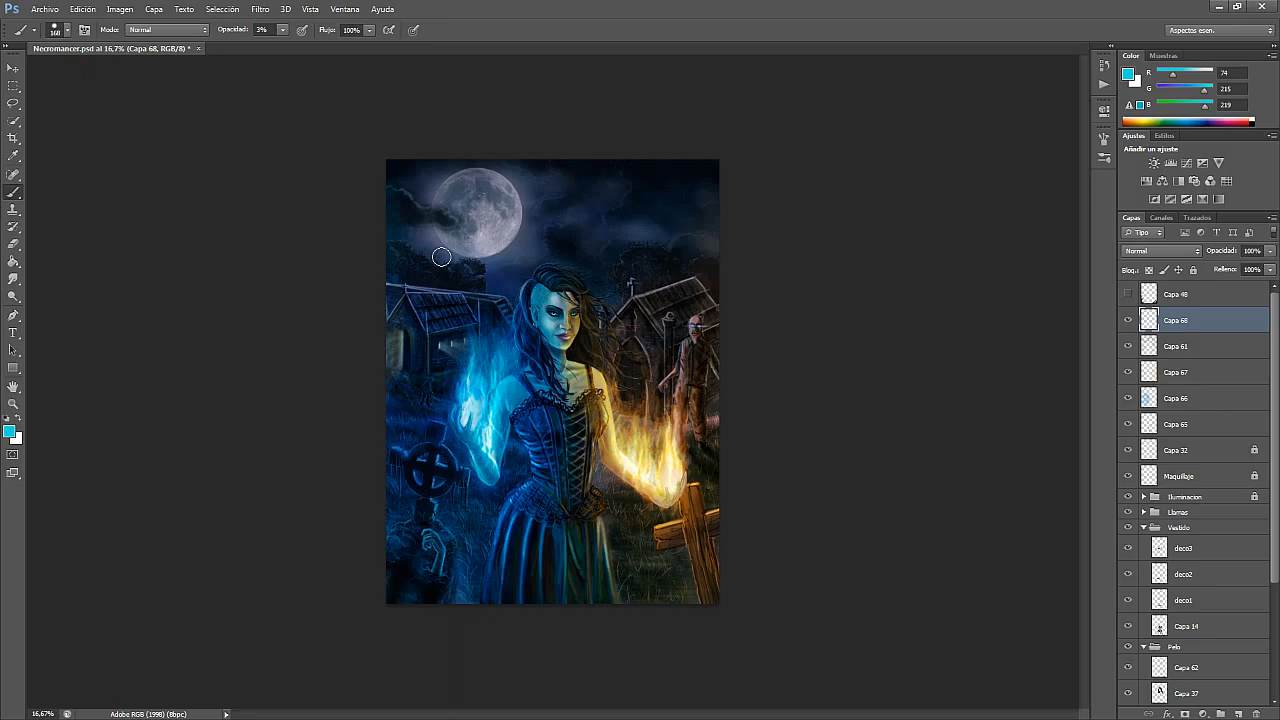 Ps Archivo Edición Imagen Capa Texto Selección Filtro 3D Vista Ventana Ayuda
168 Modo: Normal Opacidad: 3% Flujo: 100% Aspectos esen.
Necromancer.psd al 16,7% (Capa 68, RGB/8) * ×
Color Muestras
R 74
G 215
B 219
Ajustes Estilos
Añadir un ajuste
Capas Canales Trazados
Tipo
Normal Opacidad: 100%
Bloq.: Relleno: 100%
Capa 48
Capa 68
Capa 61
Capa 67
Capa 66
Capa 65
Capa 32
Maquillaje
Iluminacion
Llamas
Vestido
deco3
deco2
deco1
Capa 14
Pelo
Capa 62
Capa 37
16,67% Adobe RGB (1998) (8bpc)